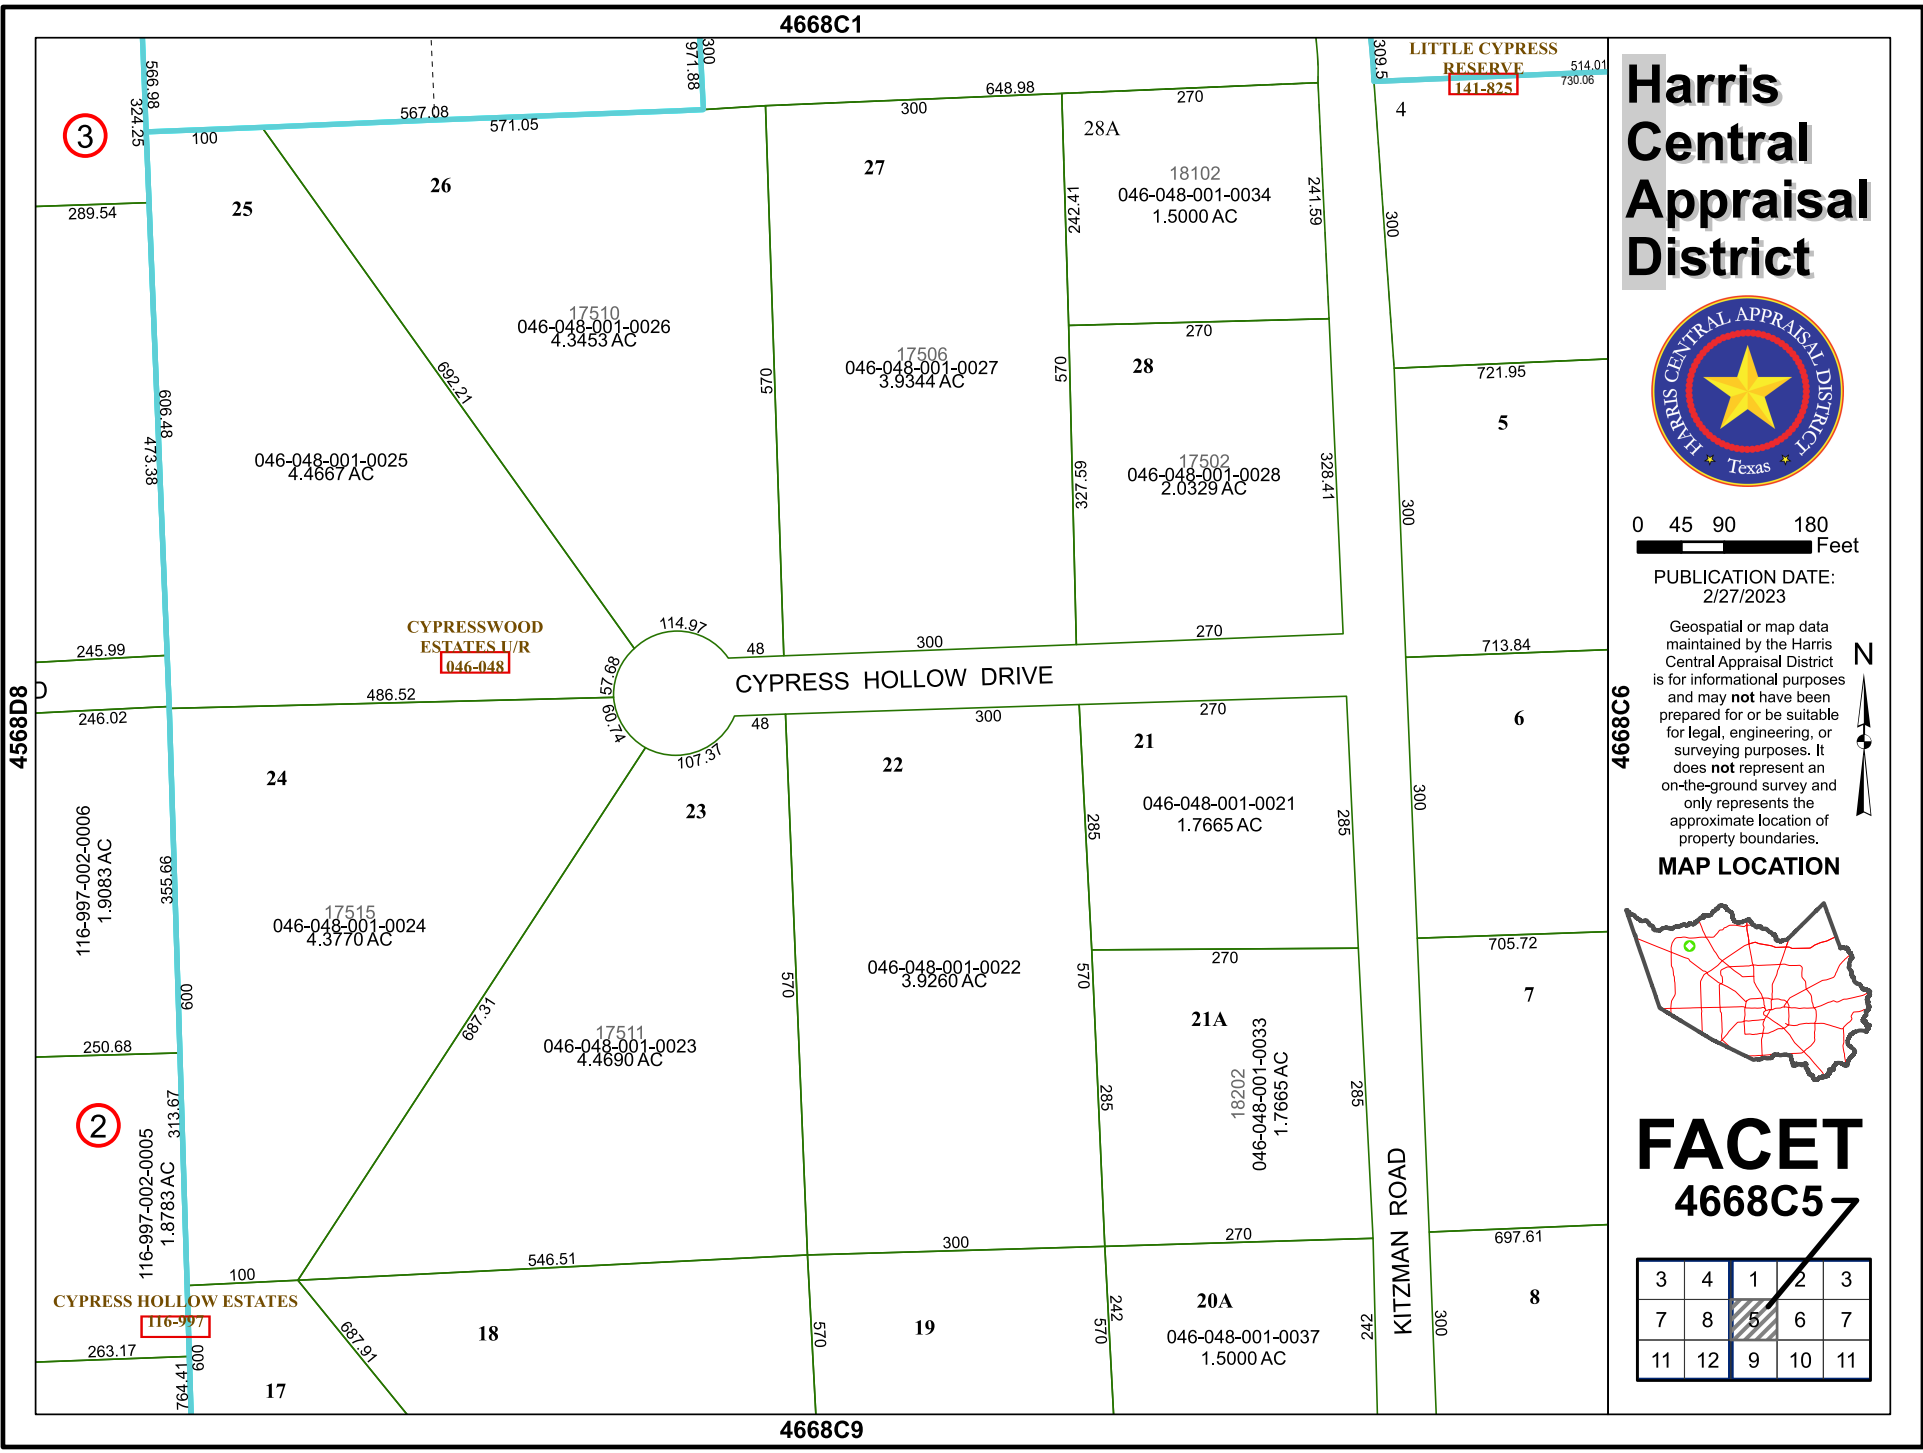 4668C1
566.98
324.25
3
100
567.08
571.05
300
971.88
648.98
300
270
309.5
LITTLE CYPRESS
RESERVE
141-825
514.01
730.06
4
28A
18102
046-048-001-0034
1.5000 AC
242.41
241.59
300
289.54
25
26
27
17510
046-048-001-0026
4.3453 AC
17506
046-048-001-0027
3.9344 AC
270
28
721.95
5
692.21
570
570
606.48
473.38
046-048-001-0025
4.4667 AC
17502
046-048-001-0028
2.0329 AC
327.59
328.41
300
CYPRESSWOOD
ESTATES U/R
046-048
114.97
48
300
270
245.99
713.84
57.68
CYPRESS HOLLOW DRIVE
D
486.52
246.02
60.74
107.37
48
300
270
4568D8
4668C6
24
23
22
21
6
046-048-001-0021
1.7665 AC
285
285
300
116-997-002-0006
1.9083 AC
355.66
17515
046-048-001-0024
4.3770 AC
046-048-001-0022
3.9260 AC
270
705.72
570
570
600
687.31
7
17511
046-048-001-0023
4.4690 AC
21A
18202
046-048-001-0033
1.7665 AC
250.68
2
313.67
285
285
116-997-002-0005
1.8783 AC
KITZMAN ROAD
100
546.51
300
270
697.61
CYPRESS HOLLOW ESTATES
116-997
263.17
764.41
600
687.91
18
17
570
19
242
570
20A
046-048-001-0037
1.5000 AC
242
300
8
4668C9
Harris
Central
Appraisal
District
HARRIS CENTRAL APPRAISAL DISTRICT
Texas
0 45 90 180
Feet
PUBLICATION DATE:
2/27/2023
Geospatial or map data
maintained by the Harris
Central Appraisal District
is for informational purposes
and may not have been
prepared for or be suitable
for legal, engineering, or
surveying purposes. It
does not represent an
on-the-ground survey and
only represents the
approximate location of
property boundaries.
N
MAP LOCATION
FACET
4668C5
3 4 1 2 3
7 8 5 6 7
11 12 9 10 11